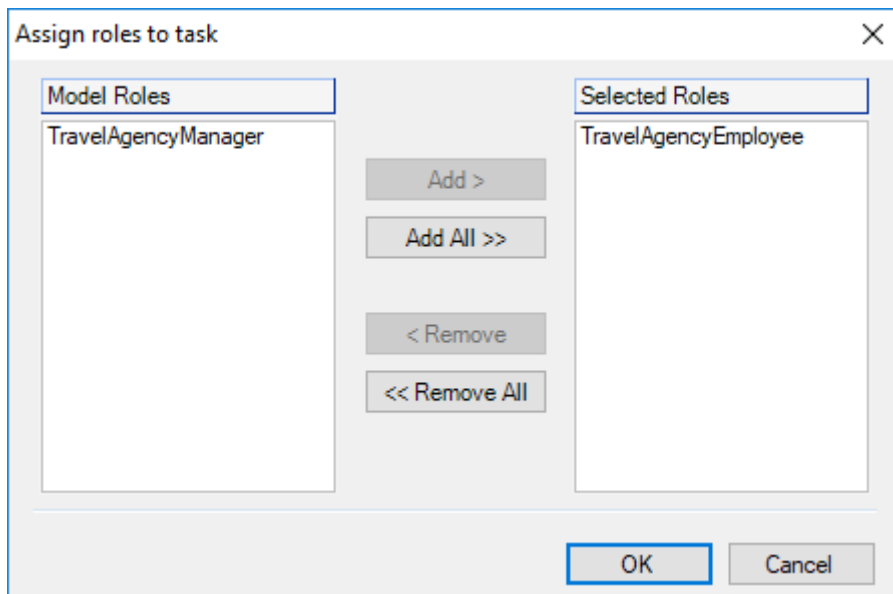 Assign roles to task
Model Roles
TravelAgencyManager
Add >
Add All >>
< Remove
<< Remove All
Selected Roles
TravelAgencyEmployee
OK
Cancel